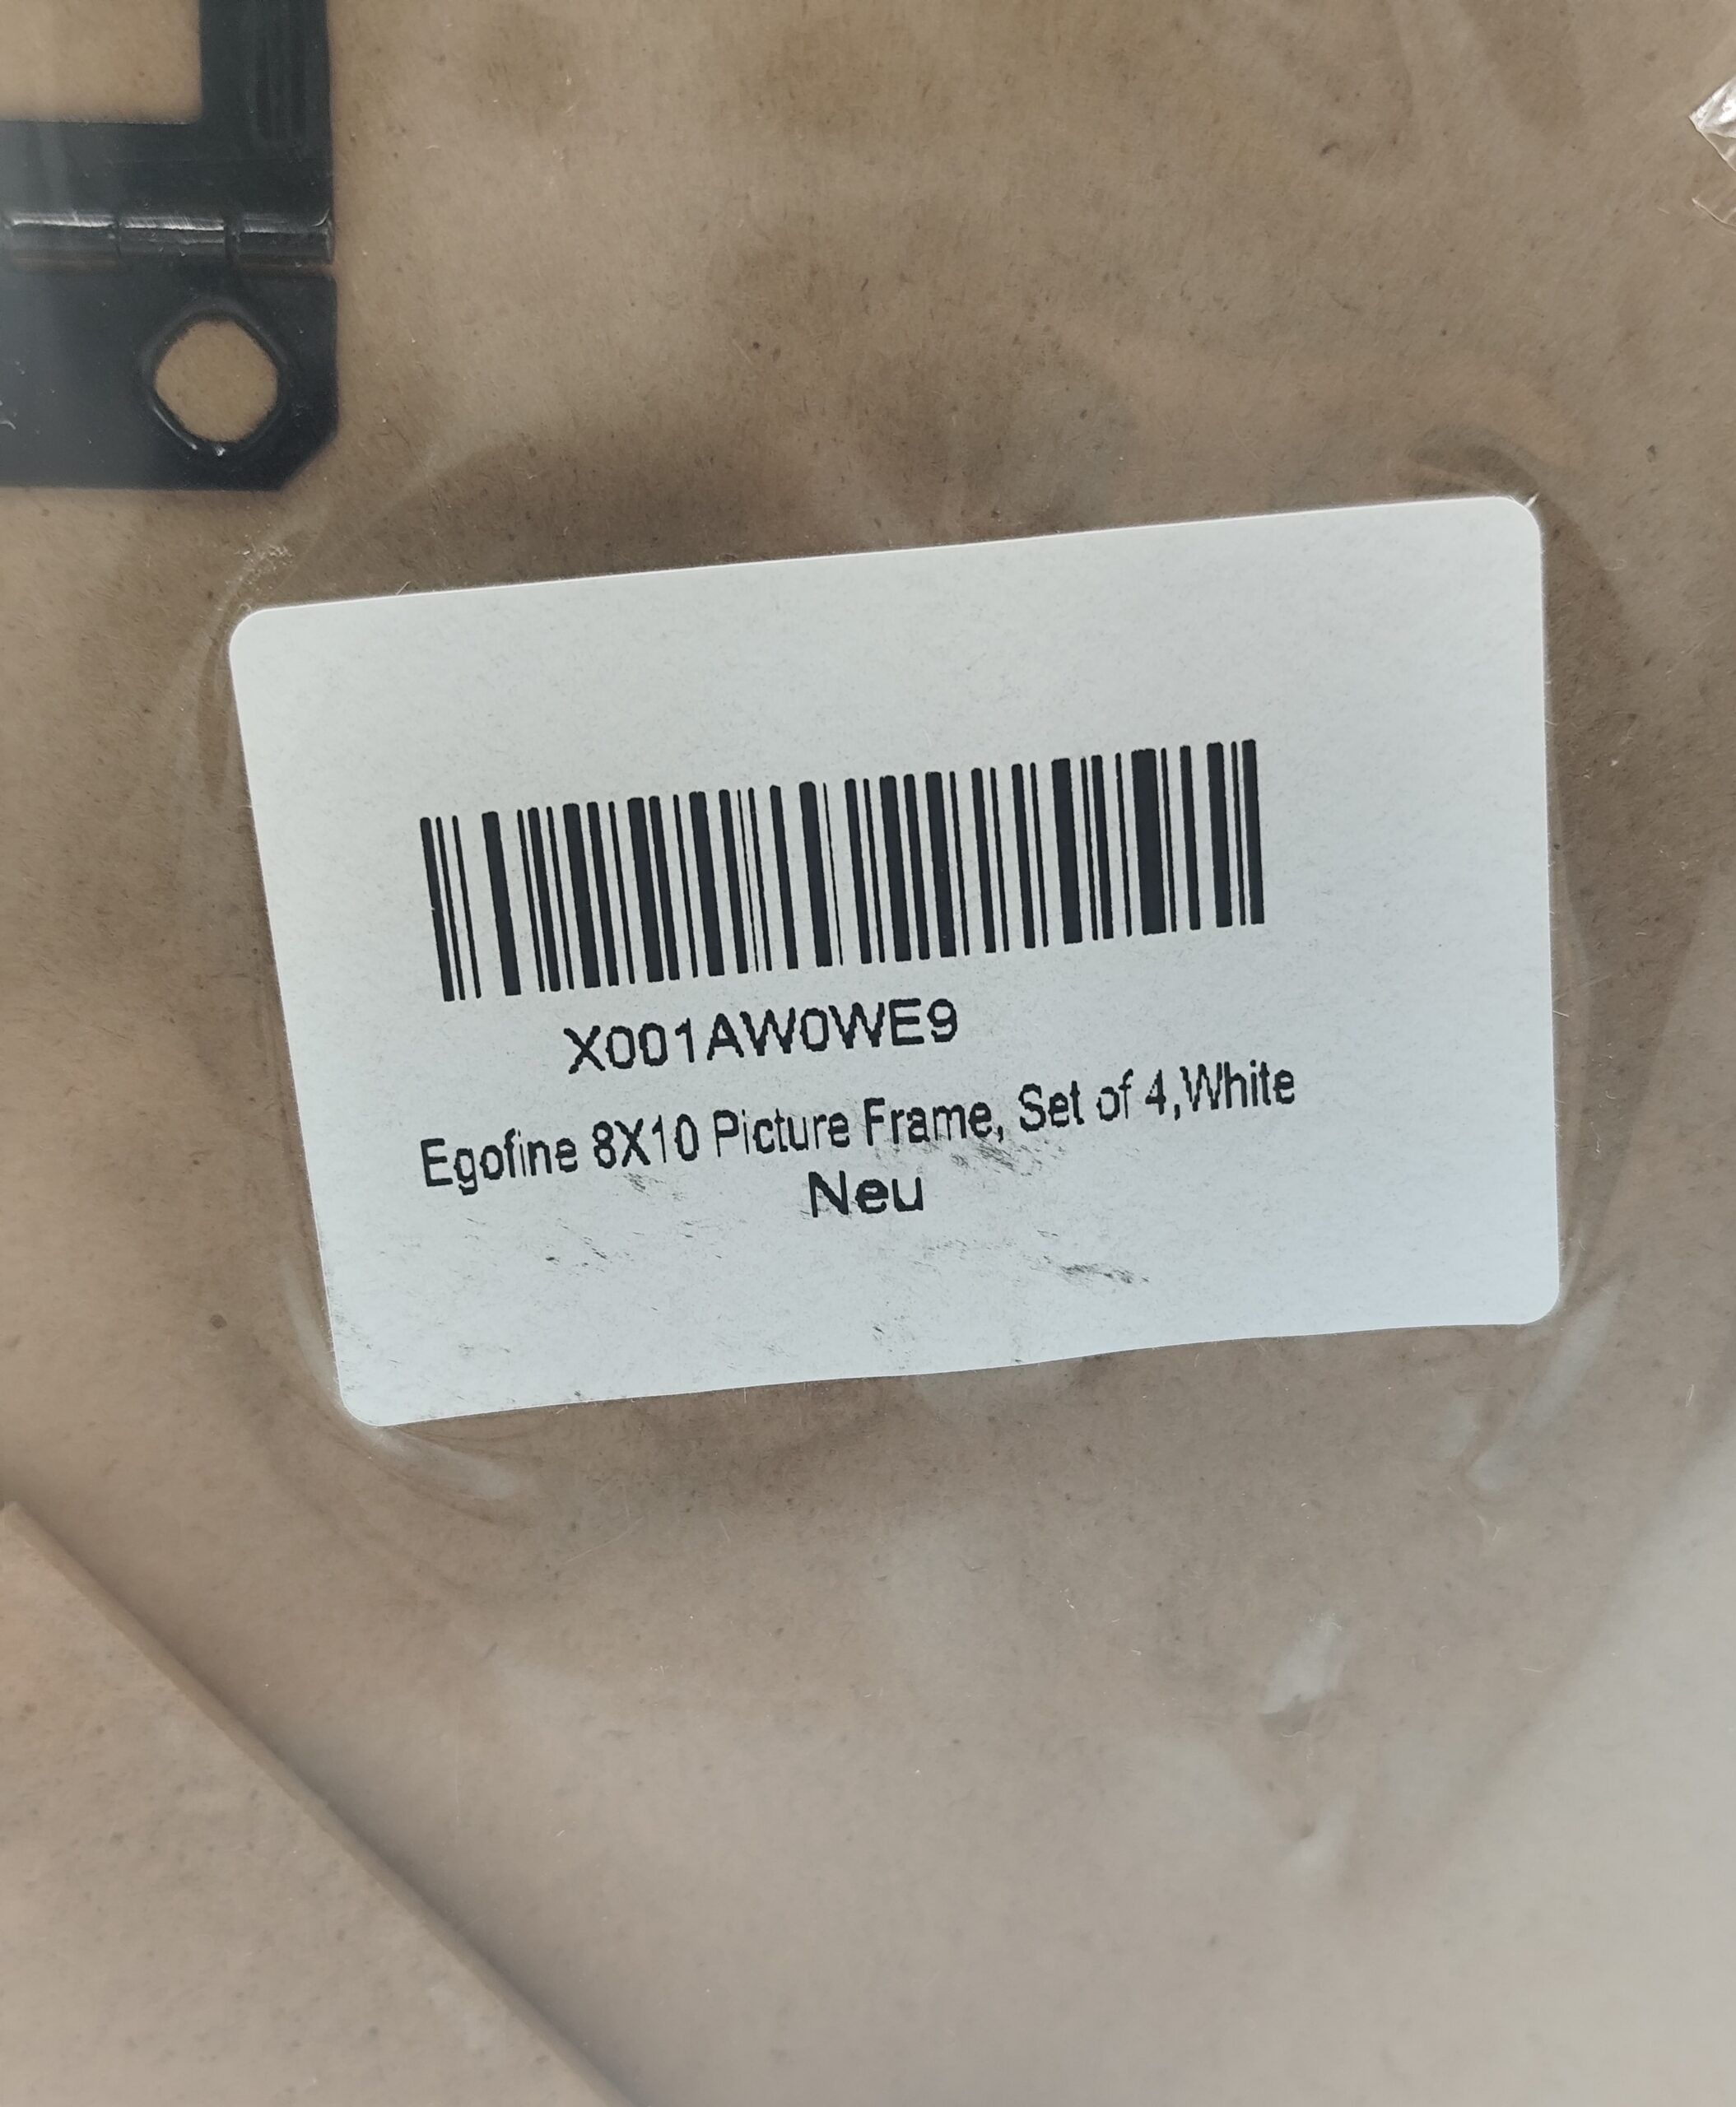 X001AW0WE9
Egofine 8X10 Picture Frame, Set of 4,White
Neu